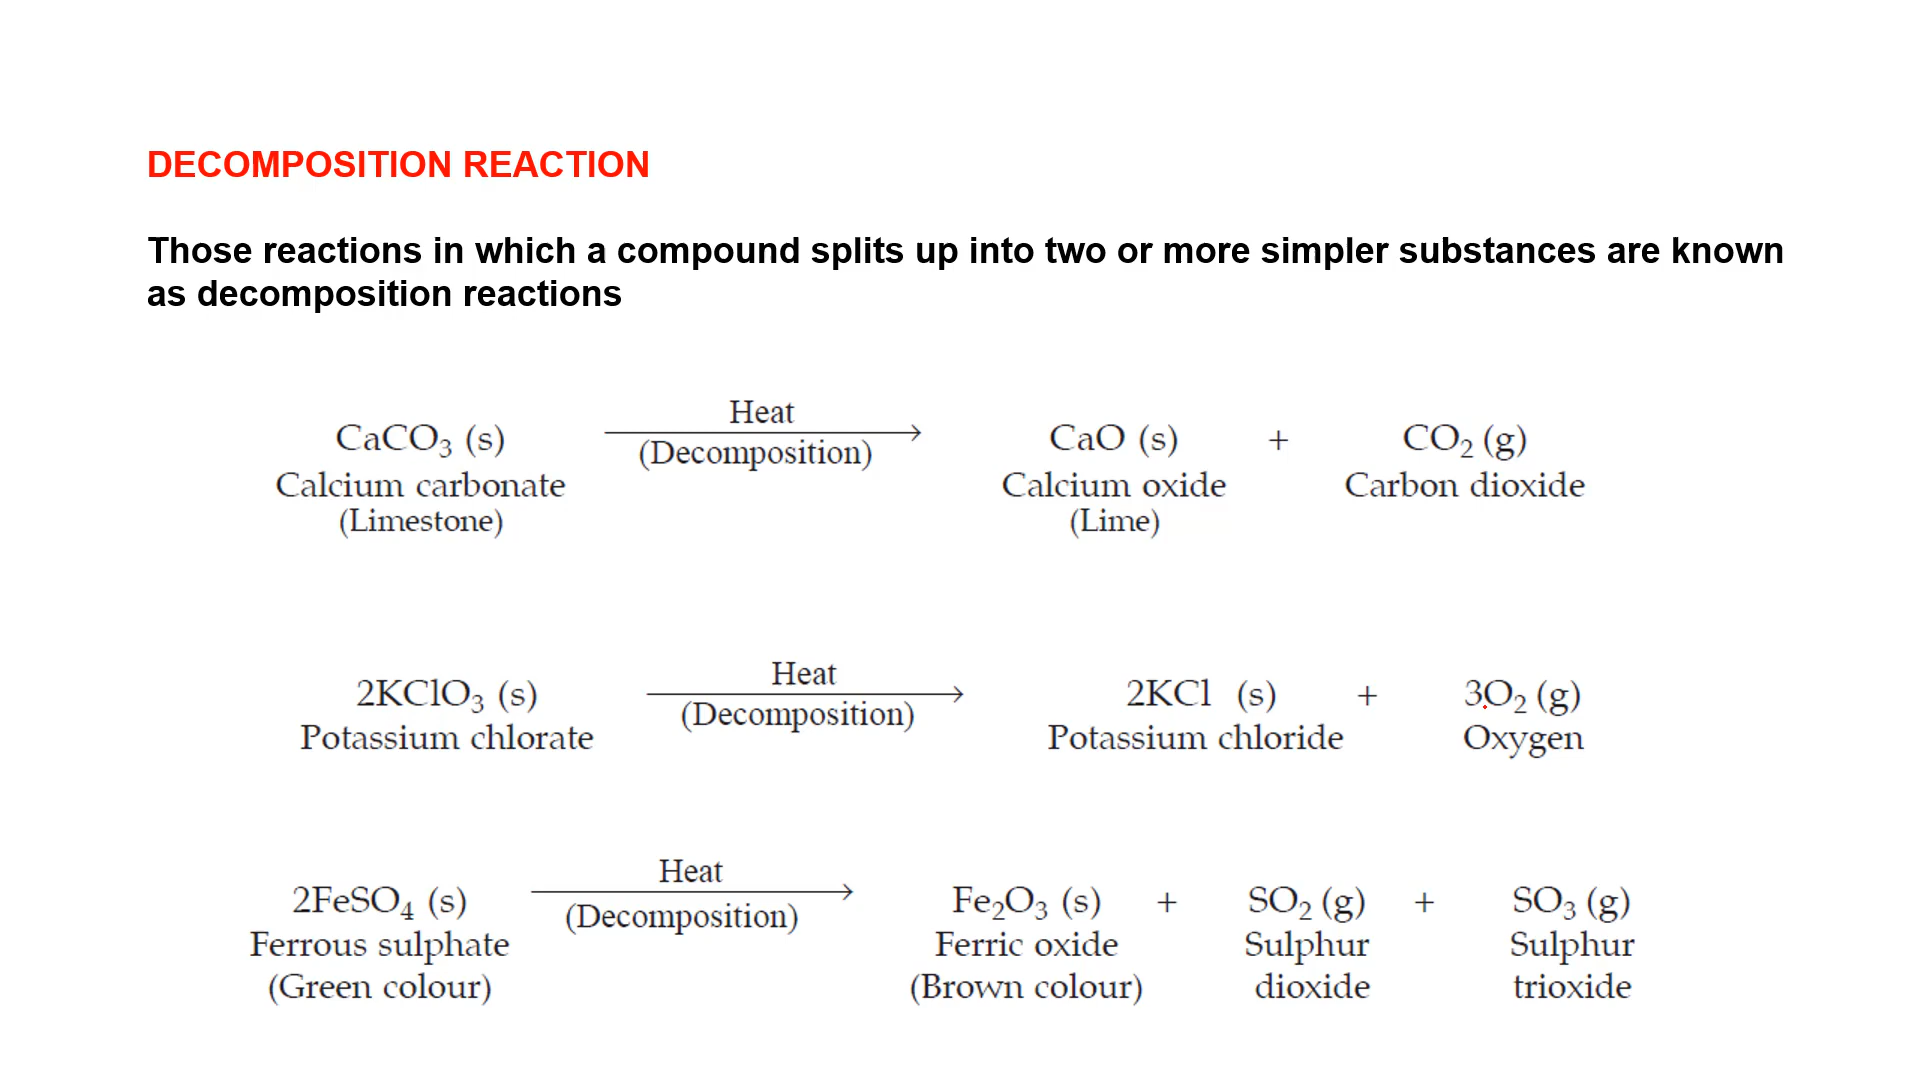 DECOMPOSITION REACTION
Those reactions in which a compound splits up into two or more simpler substances are known
as decomposition reactions
Heat
CaCO₃ (s) (Decomposition) CaO (s) + CO₂ (g)
Calcium carbonate Calcium oxide Carbon dioxide
(Limestone) (Lime)
Heat
2KClO₃ (s) (Decomposition) 2KCl (s) + 3O₂ (g)
Potassium chlorate Potassium chloride Oxygen
Heat
2FeSO₄ (s) (Decomposition) Fe₂O₃ (s) + SO₂ (g) + SO₃ (g)
Ferrous sulphate Ferric oxide Sulphur Sulphur
(Green colour) (Brown colour) dioxide trioxide